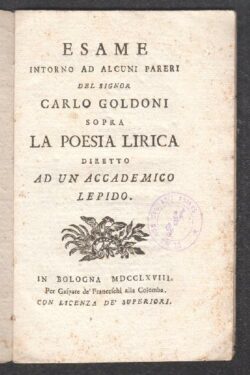 ESAME
INTORNO AD ALCUNI PARERI
DEL SIGNOR
CARLO GOLDONI
SOPRA
LA POESIA LIRICA
DIRETTO
AD UN ACCADEMICO
LEPIDO.
IN BOLOGNA MDCCLXVIII.
Per Gaspare de' Franceschi alla Colomba.
CON LICENZA DE' SUPERIORI.